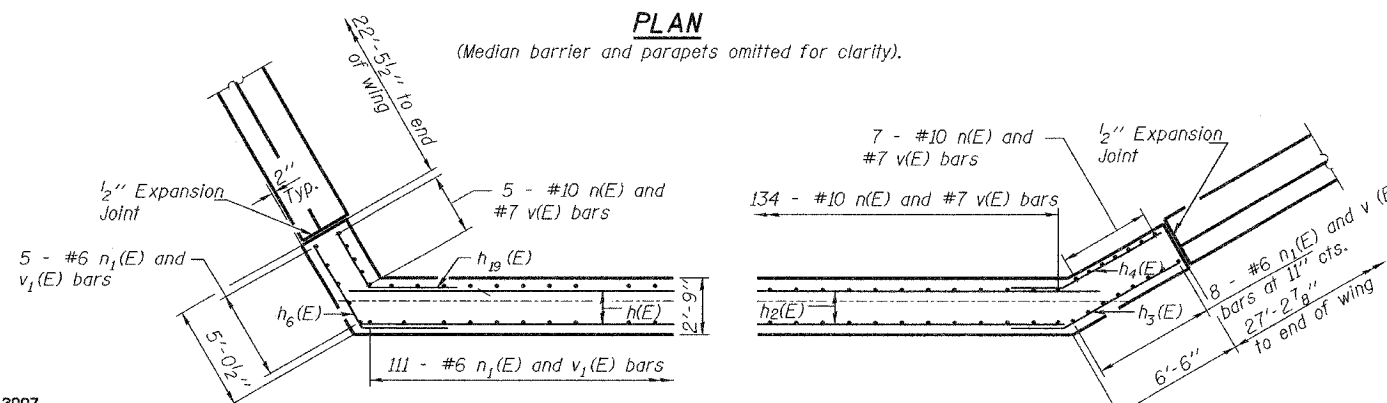 PLAN
(Median barrier and parapets omitted for clarity).
22'-5½" to end
of wing
2"
Typ.
½" Expansion
Joint
5 - #10 n(E) and
#7 v(E) bars
5 - #6 n₁(E) and
v₁(E) bars
h₁₉(E)
h₆(E)
h(E)
2'-9"
5'-0½"
111 - #6 n₁(E) and v₁(E) bars
7 - #10 n(E) and
#7 v(E) bars
½" Expansion
Joint
134 - #10 n(E) and #7 v(E) bars
h₄(E)
h₂(E)
h₃(E)
8 - #6 n₁(E) and v
bars at 11" cts.
27'-2⅞"
to end of wing
6'-6"